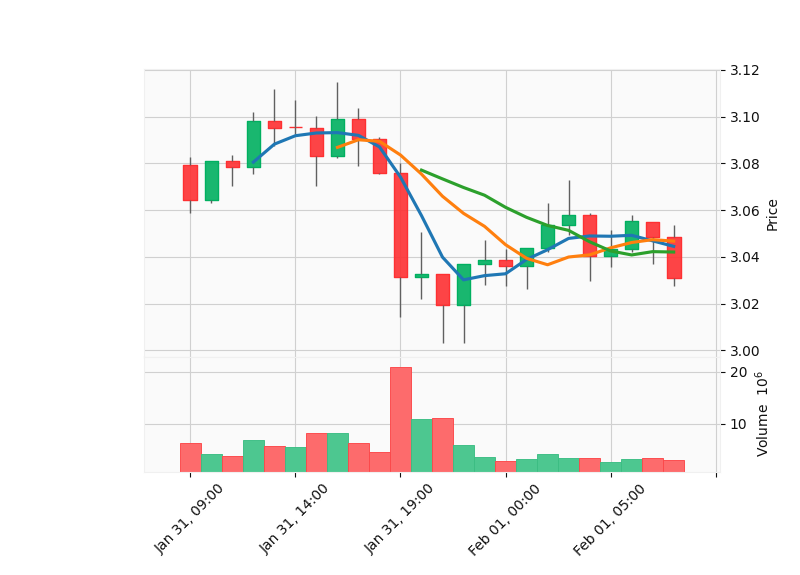 3.12
3.10
3.08
3.06
3.04
3.02
3.00
Price
20
10
Volume 10⁶
Jan 31, 09:00
Jan 31, 14:00
Jan 31, 19:00
Feb 01, 00:00
Feb 01, 05:00